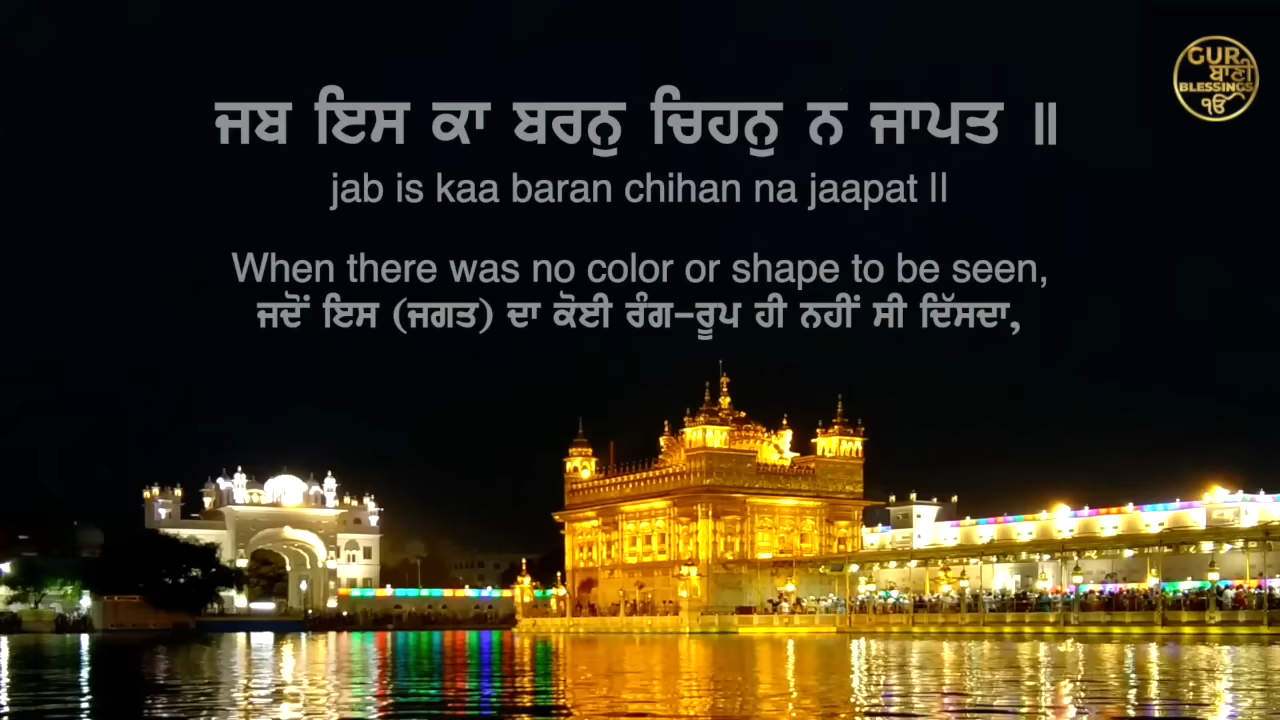 GUR
ਬਾਣੀ
BLESSINGS
ੴ
ਜਬ ਇਸ ਕਾ ਬਰਨੁ ਚਿਹਨੁ ਨ ਜਾਪਤ ॥
jab is kaa baran chihan na jaapat ||
When there was no color or shape to be seen,
ਜਦੋਂ ਇਸ (ਜਗਤ) ਦਾ ਕੋਈ ਰੰਗ-ਰੂਪ ਹੀ ਨਹੀਂ ਸੀ ਦਿੱਸਦਾ,